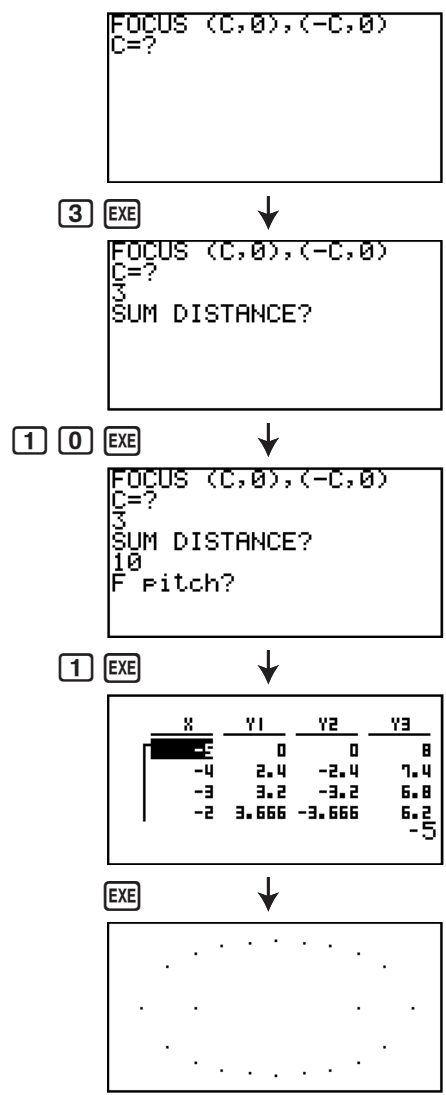 FOCUS (C,0),(-C,0)
C=?
3 EXE
FOCUS (C,0),(-C,0)
C=?
3
SUM DISTANCE?
1 0 EXE
FOCUS (C,0),(-C,0)
C=?
3
SUM DISTANCE?
10
F pitch?
1 EXE
X Y1 Y2 Y3
-5 0 0 8
-4 2.4 -2.4 7.4
-3 3.2 -3.2 6.8
-2 3.666 -3.666 6.2
-5
EXE